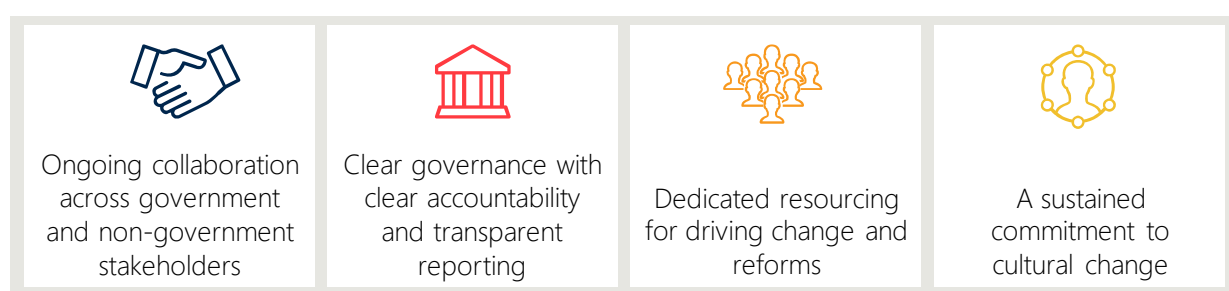 Ongoing collaboration
across government
and non-government
stakeholders
Clear governance with
clear accountability
and transparent
reporting
Dedicated resourcing
for driving change and
reforms
A sustained
commitment to
cultural change